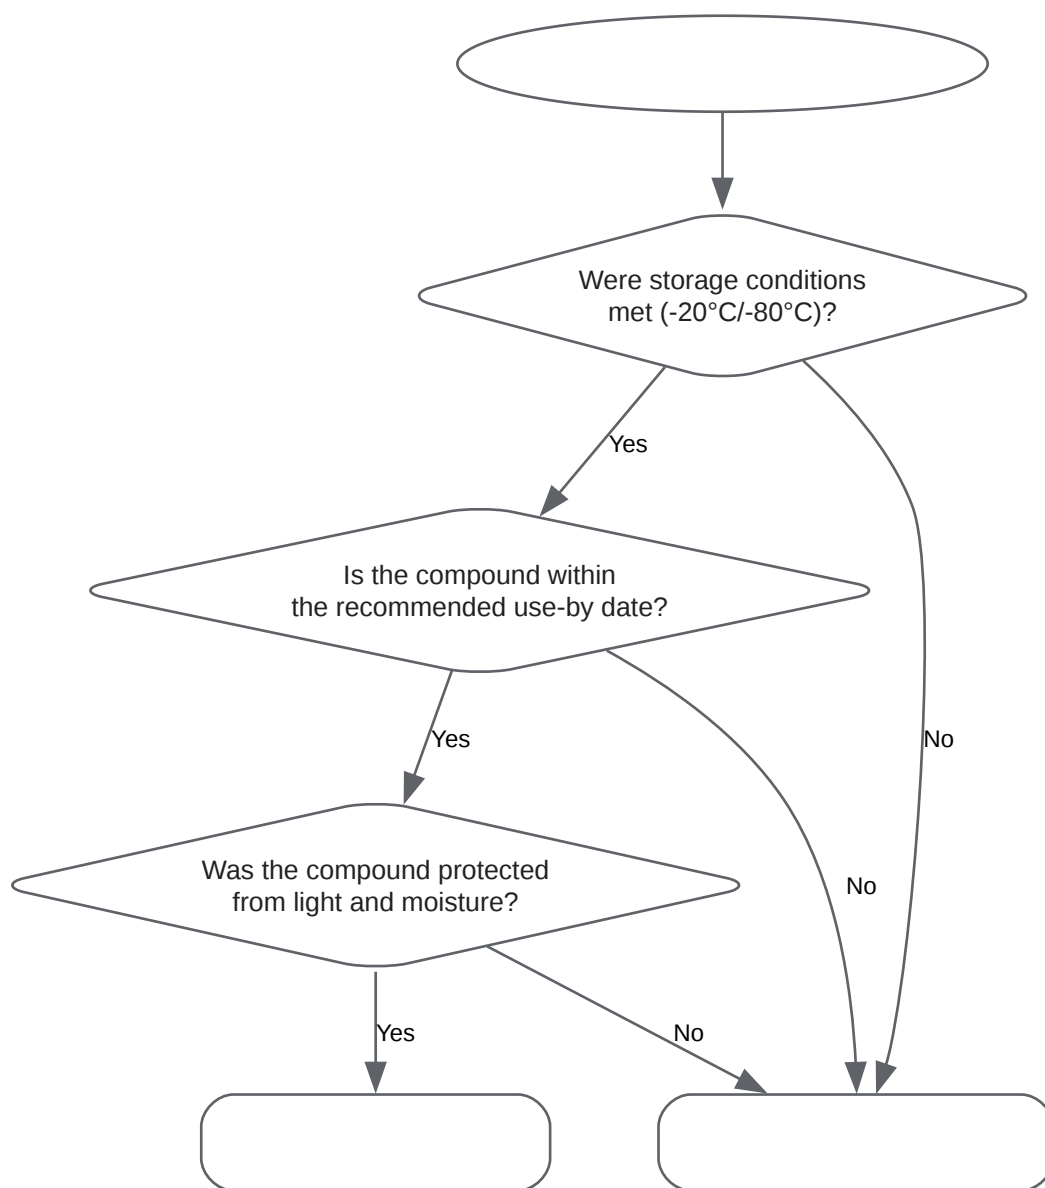 Were storage conditions
met (-20°C/-80°C)?
Yes
Is the compound within
the recommended use-by date?
Yes
No
Was the compound protected
from light and moisture?
No
Yes
No